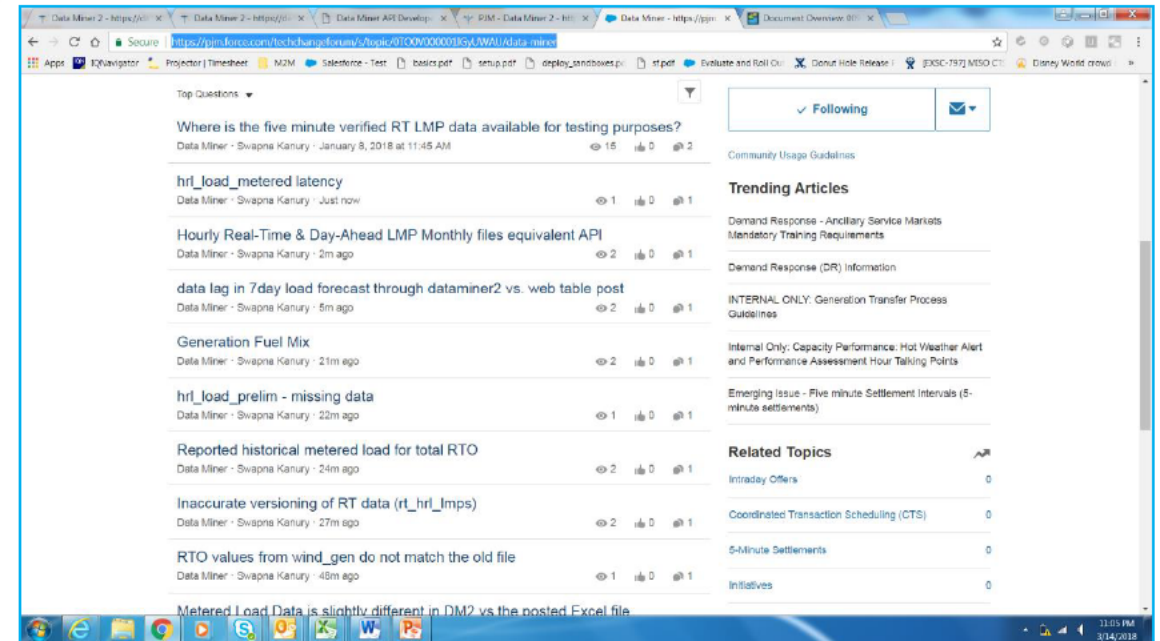 Data Miner 2 - https://
Data Miner 2 - https://
Data Miner API Develop
PJM - Data Miner 2 - htt
Data Miner - https://pjm
Document Overview
Secure
https://pjm.force.com/techchangeforum/s/topic/
/data-miner
Apps
IQNavigator
Projector | Timesheet
M2M
Salesforce - Test
basics.pdf
setup.pdf
deploy_sandboxes.p
st.pdf
Evaluate and Roll Ou
Donut Hole Release
[EXSC-797] MISO CT
Disney World crowd
Top Questions
Where is the five minute verified RT LMP data available for testing purposes?
Data Miner · Swapna Kanury · January 8, 2018 at 11:45 AM
15 0 2
hrl_load_metered latency
Data Miner · Swapna Kanury · Just now
1 0 1
Hourly Real-Time & Day-Ahead LMP Monthly files equivalent API
Data Miner · Swapna Kanury · 2m ago
2 0 1
data lag in 7day load forecast through dataminer2 vs. web table post
Data Miner · Swapna Kanury · 5m ago
2 0 1
Generation Fuel Mix
Data Miner · Swapna Kanury · 21m ago
2 0 1
hrl_load_prelim - missing data
Data Miner · Swapna Kanury · 22m ago
1 0 1
Reported historical metered load for total RTO
Data Miner · Swapna Kanury · 24m ago
2 0 1
Inaccurate versioning of RT data (rt_hrl_lmps)
Data Miner · Swapna Kanury · 27m ago
2 0 1
RTO values from wind_gen do not match the old file
Data Miner · Swapna Kanury · 48m ago
1 0 1
Metered Load Data is slightly different in DM2 vs the posted Excel file
Following
Community Usage Guidelines
Trending Articles
Demand Response - Ancillary Service Markets
Mandatory Training Requirements
Demand Response (DR) Information
INTERNAL ONLY: Generation Transfer Process
Guidelines
Internal Only: Capacity Performance: Hot Weather Alert
and Performance Assessment Hour Talking Points
Emerging Issue - Five minute Settlement Intervals (5-
minute settlements)
Related Topics
Intraday Offers 0
Coordinated Transaction Scheduling (CTS) 0
5-Minute Settlements 0
Initiatives 0
11:05 PM
3/14/2018